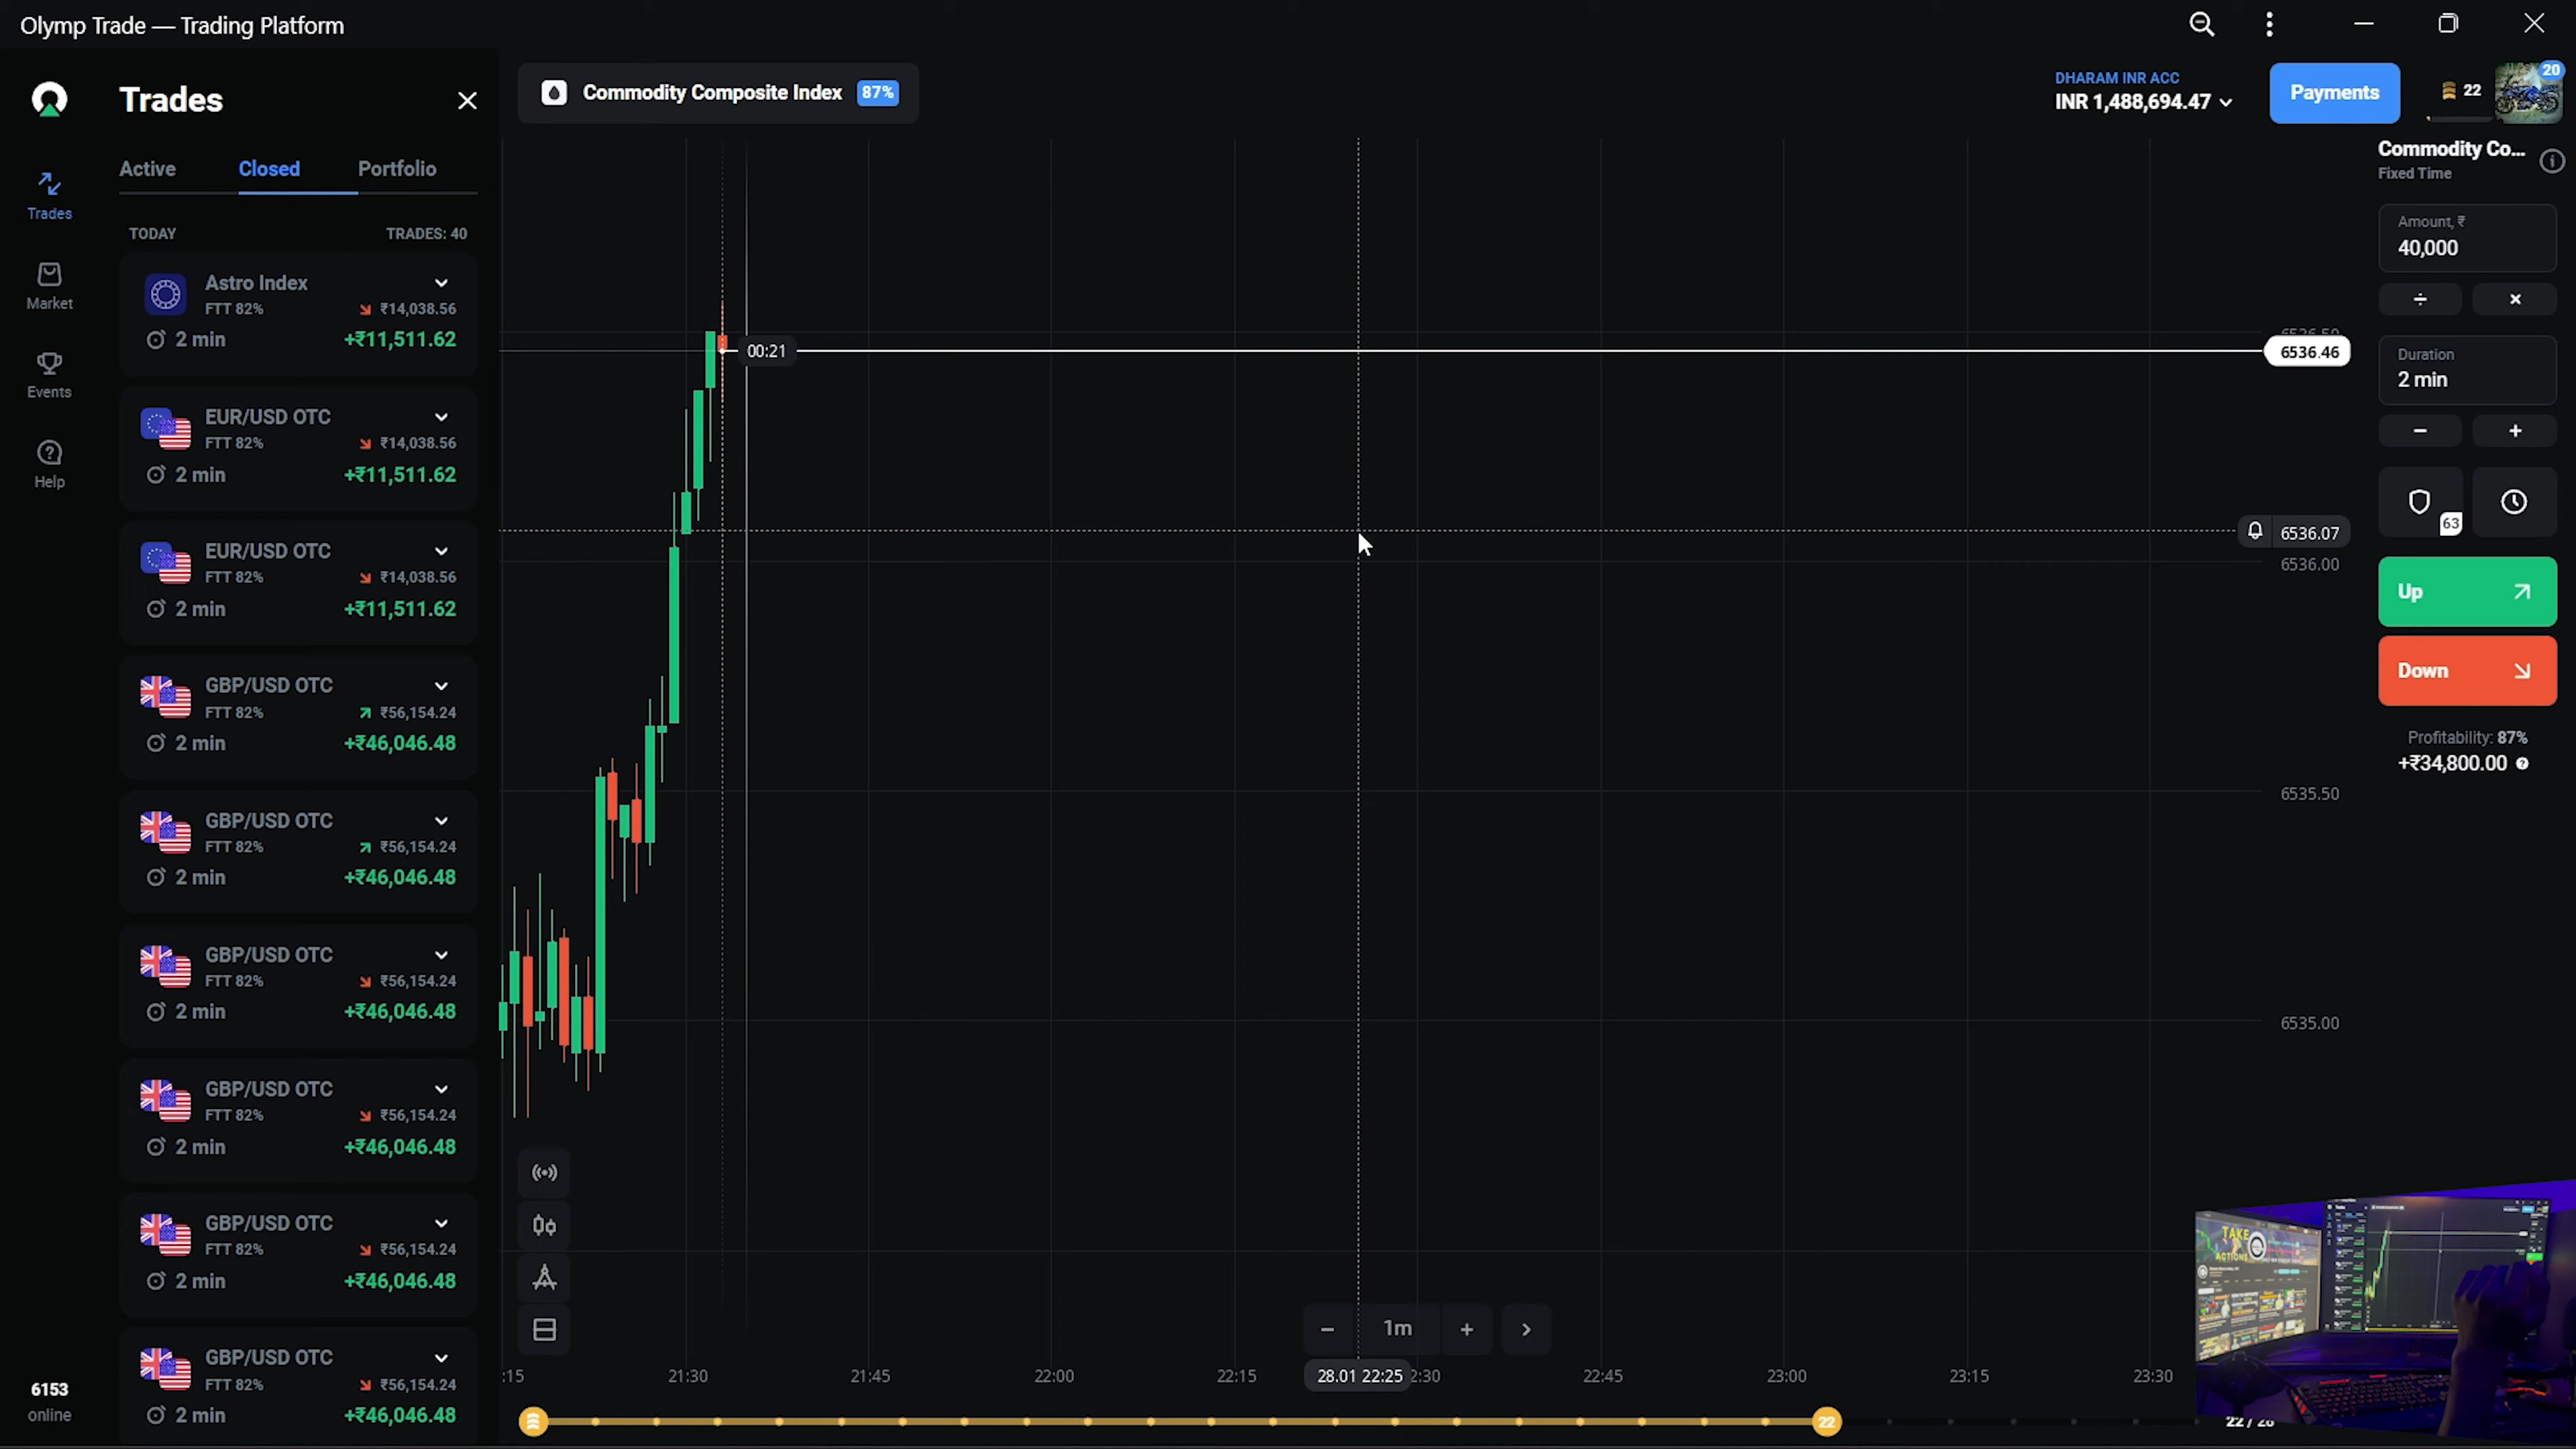 Olymp Trade — Trading Platform
Trades
Active Closed Portfolio
TODAY TRADES: 40
Astro Index
FTT 82% ₹14,038.56
2 min +₹11,511.62
EUR/USD OTC
FTT 82% ₹14,038.56
2 min +₹11,511.62
EUR/USD OTC
FTT 82% ₹14,038.56
2 min +₹11,511.62
GBP/USD OTC
FTT 82% ₹56,154.24
2 min +₹46,046.48
GBP/USD OTC
FTT 82% ₹56,154.24
2 min +₹46,046.48
GBP/USD OTC
FTT 82% ₹56,154.24
2 min +₹46,046.48
GBP/USD OTC
FTT 82% ₹56,154.24
2 min +₹46,046.48
GBP/USD OTC
FTT 82% ₹56,154.24
2 min +₹46,046.48
GBP/USD OTC
FTT 82% ₹56,154.24
2 min +₹46,046.48
Trades
Market
Events
Help
6153
online
Commodity Composite Index 87%
DHARAM INR ACC
INR 1,488,694.47
Payments
22
20
00:21
6536.50
6536.46
6536.07
6536.00
6535.50
6535.00
1m
:15 21:30 21:45 22:00 22:15 28.01 22:25 2:30 22:45 23:00 23:15 23:30
22
22 / 28
Commodity Co...
Fixed Time
Amount, ₹
40,000
÷ ×
Duration
2 min
− +
63
Up
Down
Profitability: 87%
+₹34,800.00
TAKE
ACTIONS